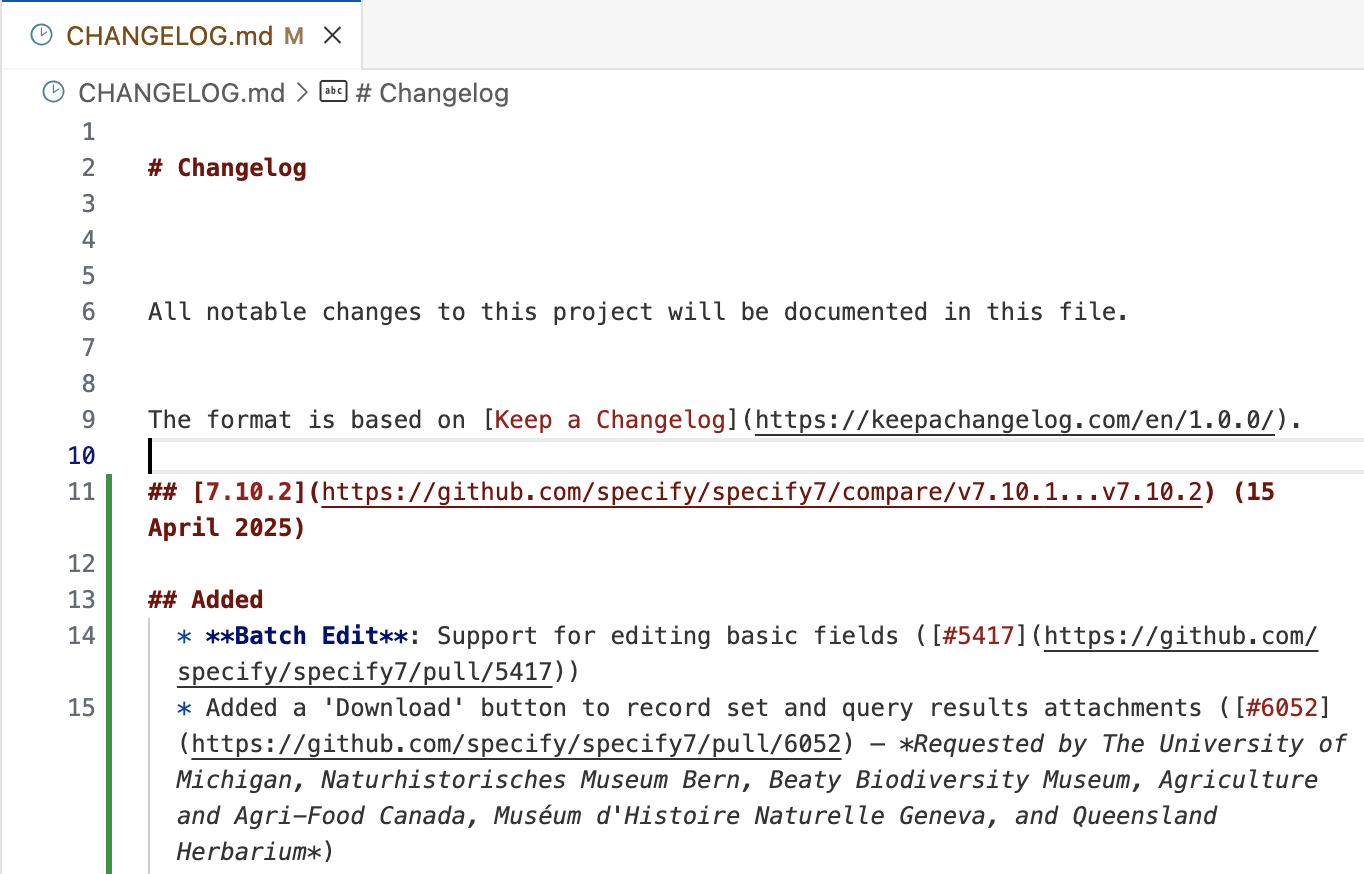 CHANGELOG.md M
CHANGELOG.md > abc # Changelog
1
2 # Changelog
3
4
5
6 All notable changes to this project will be documented in this file.
7
8
9 The format is based on [Keep a Changelog](https://keepachangelog.com/en/1.0.0/).
10
11 ## [7.10.2](https://github.com/specify/specify7/compare/v7.10.1...v7.10.2) (15
April 2025)
12
13 ## Added
14 * **Batch Edit**: Support for editing basic fields ([#5417](https://github.com/
specify/specify7/pull/5417))
15 * Added a 'Download' button to record set and query results attachments ([#6052]
(https://github.com/specify/specify7/pull/6052) – *Requested by The University of
Michigan, Naturhistorisches Museum Bern, Beaty Biodiversity Museum, Agriculture
and Agri-Food Canada, Muséum d'Histoire Naturelle Geneva, and Queensland
Herbarium*)